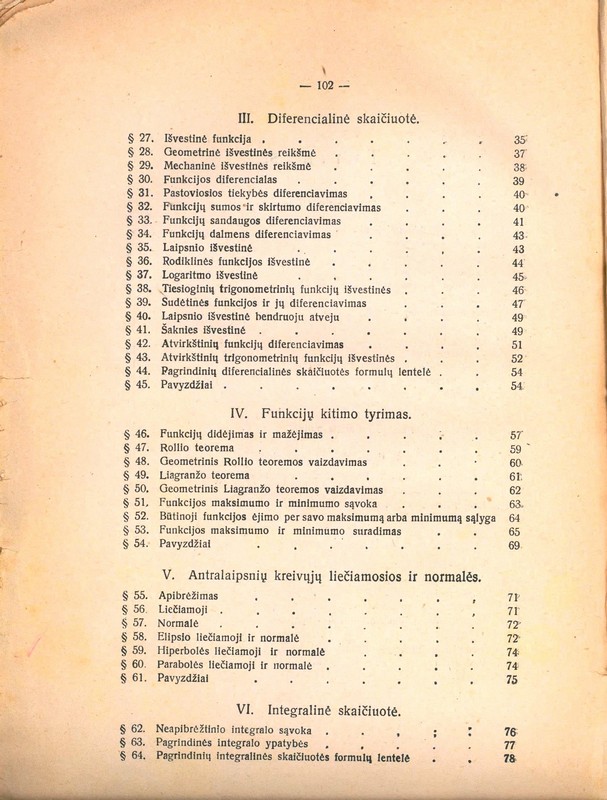 — 102 —
III. Diferencialinė skaičiuotė.
§ 27. Išvestinė funkcija . . . . . . . 35
§ 28. Geometrinė išvestinės reikšmė . . . . . 37
§ 29. Mechaninė išvestinės reikšmė . . . . . 38
§ 30. Funkcijos diferencialas . . . . . . 39
§ 31. Pastoviosios tiekybės diferencijavimas . . . . 40
§ 32. Funkcijų sumos ir skirtumo diferenciavimas . . . 40
§ 33. Funkcijų sandaugos diferenciavimas . . . . 41
§ 34. Funkcijų dalmens diferenciavimas . . . . 43
§ 35. Laipsnio išvestinė . . . . . . 43
§ 36. Rodiklinės funkcijos išvestinė . . . . . 44
§ 37. Logaritmo išvestinė . . . . . . 45
§ 38. Tiesioginių trigonometrinių funkcijų išvestinės . . . 46
§ 39. Sudėtinės funkcijos ir jų diferenciavimas . . . 47
§ 40. Laipsnio išvestinė bendruoju atveju . . . . 49
§ 41. Šaknies išvestinė . . . . . . . 49
§ 42. Atvirkštinių funkcijų diferenciavimas . . . . 51
§ 43. Atvirkštinių trigonometrinių funkcijų išvestinės . . . 52
§ 44. Pagrindinių diferencialinės skaičiuotės formulų lentelė . . 54
§ 45. Pavyzdžiai . . . . . . . . 54
IV. Funkcijų kitimo tyrimas.
§ 46. Funkcijų didėjimas ir mažėjimas . . . . . 57
§ 47. Rollio teorema . . . . . . . 59
§ 48. Geometrinis Rollio teoremos vaizdavimas . . . 60
§ 49. Liagranžo teorema . . . . . . 61
§ 50. Geometrinis Liagranžo teoremos vaizdavimas . . . 62
§ 51. Funkcijos maksimumo ir minimumo sąvoka . . . 63
§ 52. Būtinoji funkcijos ėjimo per savo maksimumą arba minimumą sąlyga 64
§ 53. Funkcijos maksimumo ir minimumo suradimas . . 65
§ 54. Pavyzdžiai . . . . . . . 69
V. Antralaipsnių kreivųjų liečiamosios ir normalės.
§ 55. Apibrėžimas . . . . . . . 71
§ 56 Liečiamoji . . . . . . . . 71
§ 57. Normalė . . . . . . . . 72
§ 58. Elipsio liečiamoji ir normalė . . . . . 72
§ 59. Hiperbolės liečiamoji ir normalė . . . . 74
§ 60. Parabolės liečiamoji ir normalė . . . . . 74
§ 61. Pavyzdžiai . . . . . . . 75
VI. Integralinė skaičiuotė.
§ 62. Neapibrėžtinio integralo sąvoka . . . : : 76
§ 63. Pagrindinės integralo ypatybės . . . . . 77
§ 64. Pagrindinių integralinės skaičiuotės formulų lentelė . . 78